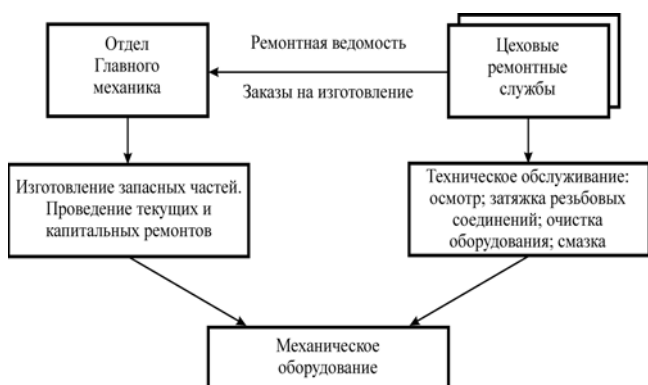 Отдел
Главного
механика
Ремонтная ведомость
Заказы на изготовление
Цеховые
ремонтные
службы
Изготовление запасных частей.
Проведение текущих и
капитальных ремонтов
Техническое обслуживание:
осмотр; затяжка резьбовых
соединений; очистка
оборудования; смазка
Механическое
оборудование